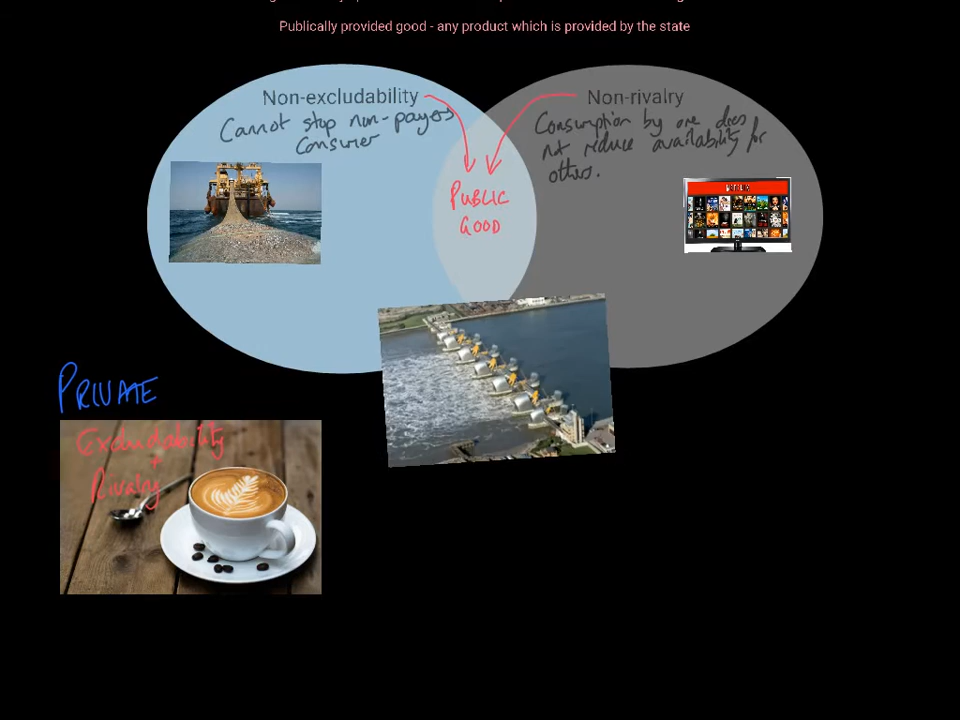 Publically provided good - any product which is provided by the state
Non-excludability
Cannot stop non-payers
consumer
Non-rivalry
Consumption by one does
not reduce availability for
others.
PUBLIC
GOOD
PRIVATE
Excludability
+
Rivalry